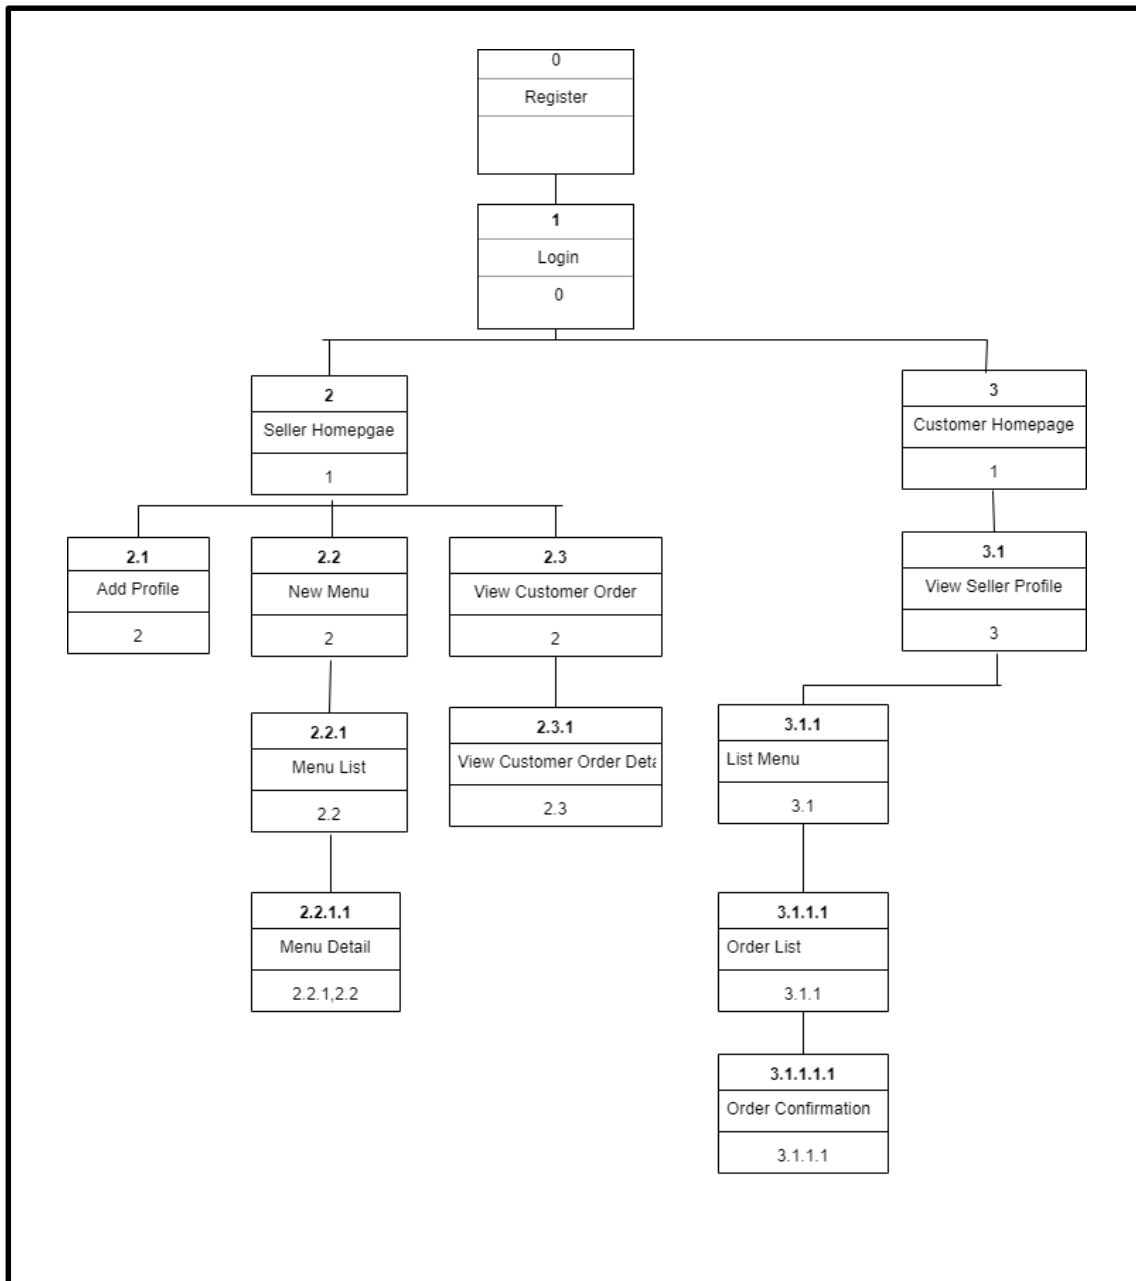 0
Register
1
Login
0
2
Seller Homepgae
1
3
Customer Homepage
1
2.1
Add Profile
2
2.2
New Menu
2
2.3
View Customer Order
2
3.1
View Seller Profile
3
2.2.1
Menu List
2.2
2.3.1
View Customer Order Deta
2.3
3.1.1
List Menu
3.1
2.2.1.1
Menu Detail
2.2.1,2.2
3.1.1.1
Order List
3.1.1
3.1.1.1.1
Order Confirmation
3.1.1.1